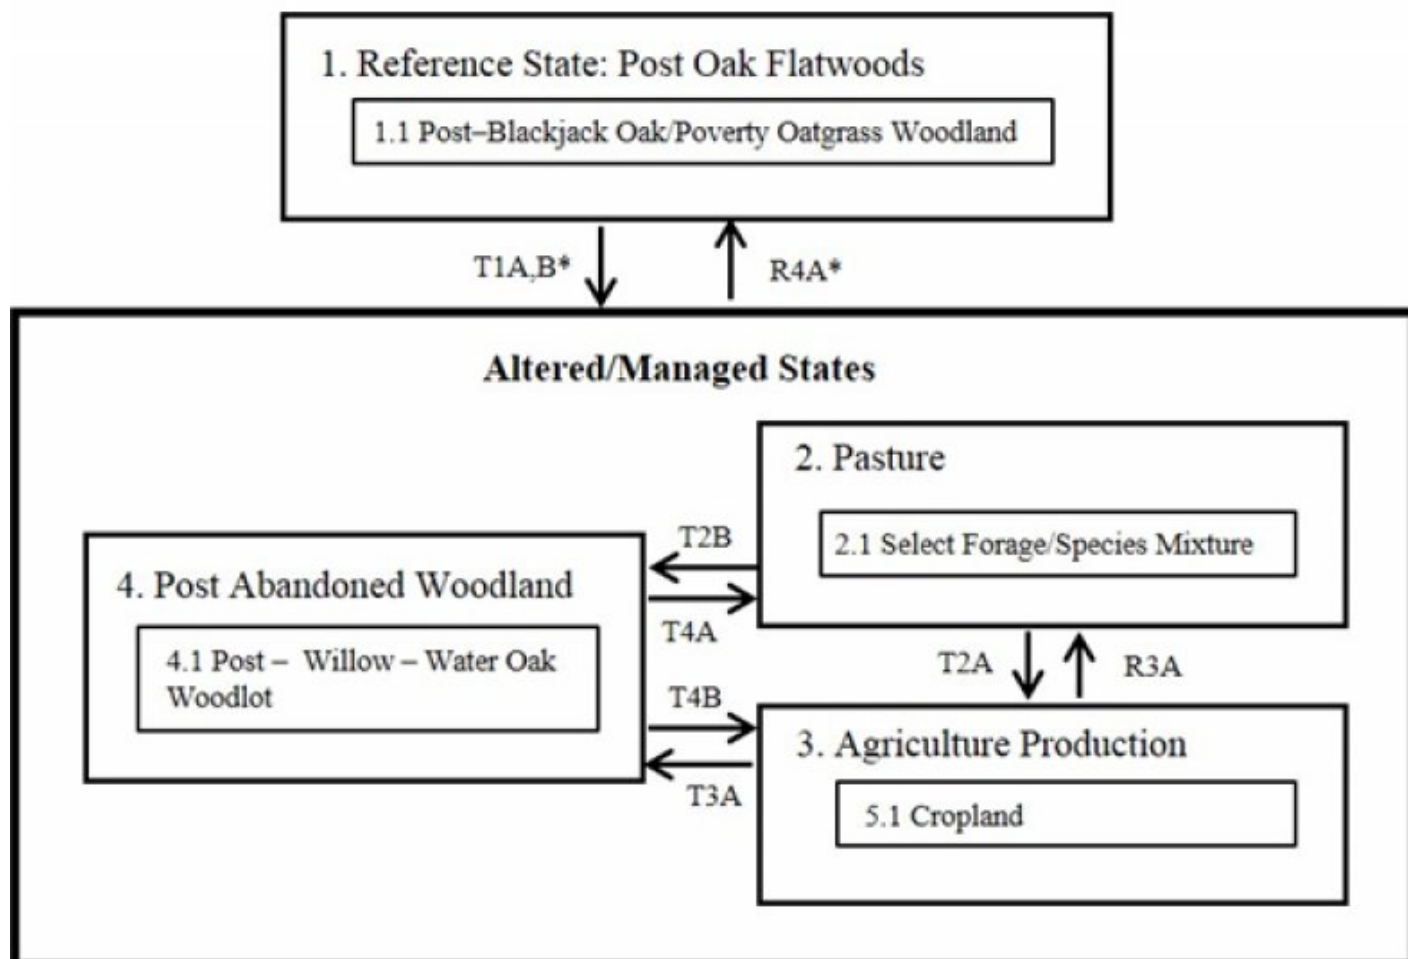 1. Reference State: Post Oak Flatwoods
1.1 Post–Blackjack Oak/Poverty Oatgrass Woodland
T1A,B*
R4A*
Altered/Managed States
2. Pasture
2.1 Select Forage/Species Mixture
T2B
4. Post Abandoned Woodland
T4A
4.1 Post – Willow – Water Oak
Woodlot
T2A
R3A
T4B
3. Agriculture Production
T3A
5.1 Cropland